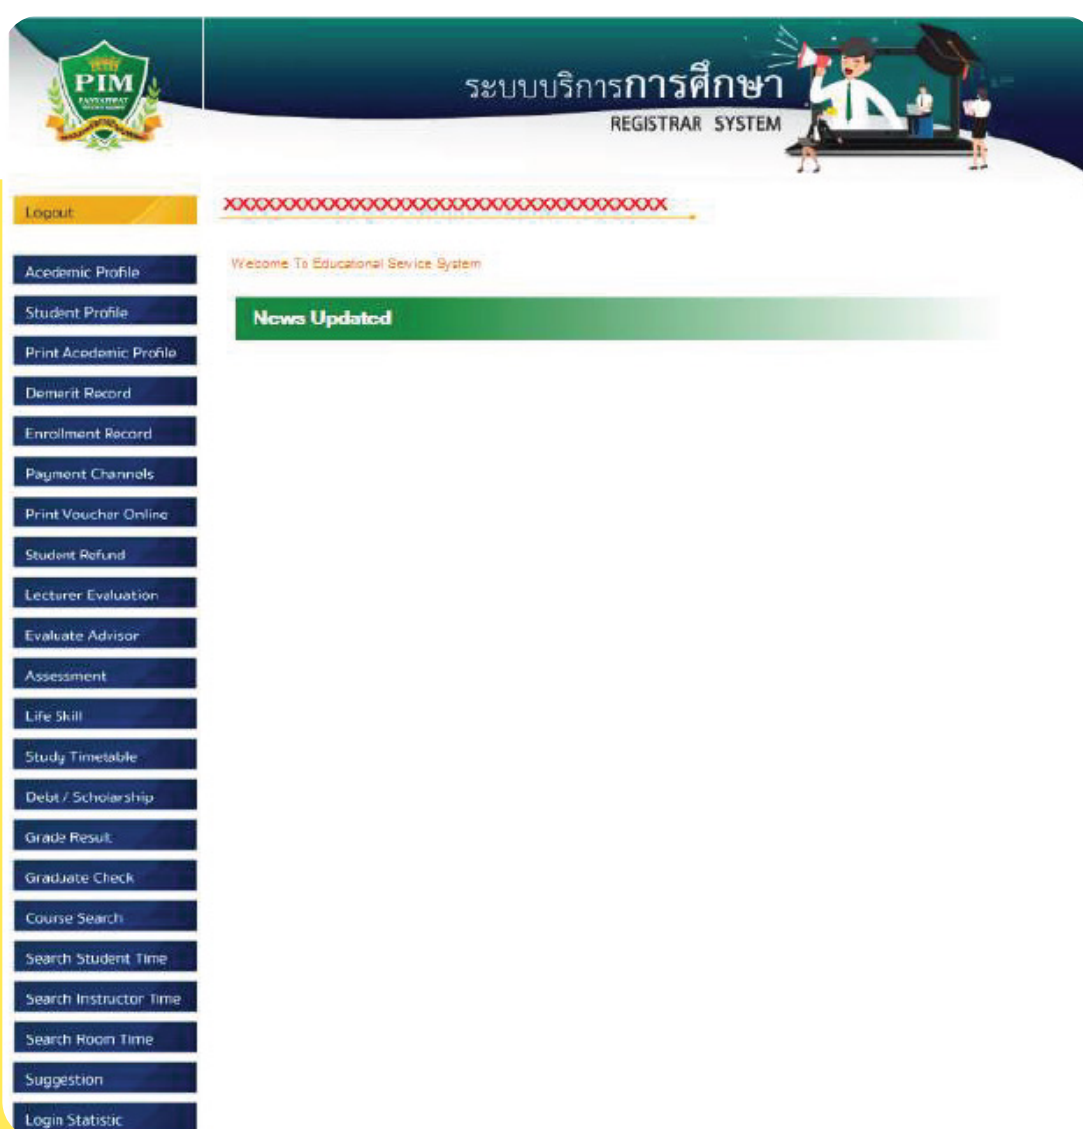 PIM
ระบบบริการการศึกษา
REGISTRAR SYSTEM
Logout
XXXXXXXXXXXXXXXXXXXXXXXXXXXXXXXXXXXXX
Welcome To Educational Service System
News Updated
Acedemic Profile
Student Profile
Print Acedemic Profile
Demerit Record
Enrollment Record
Payment Channels
Print Voucher Online
Student Refund
Lecturer Evaluation
Evaluate Advisor
Assessment
Life Skill
Study Timetable
Debt / Scholarship
Grade Result
Graduate Check
Course Search
Search Student Time
Search Instructor Time
Search Room Time
Suggestion
Login Statistic